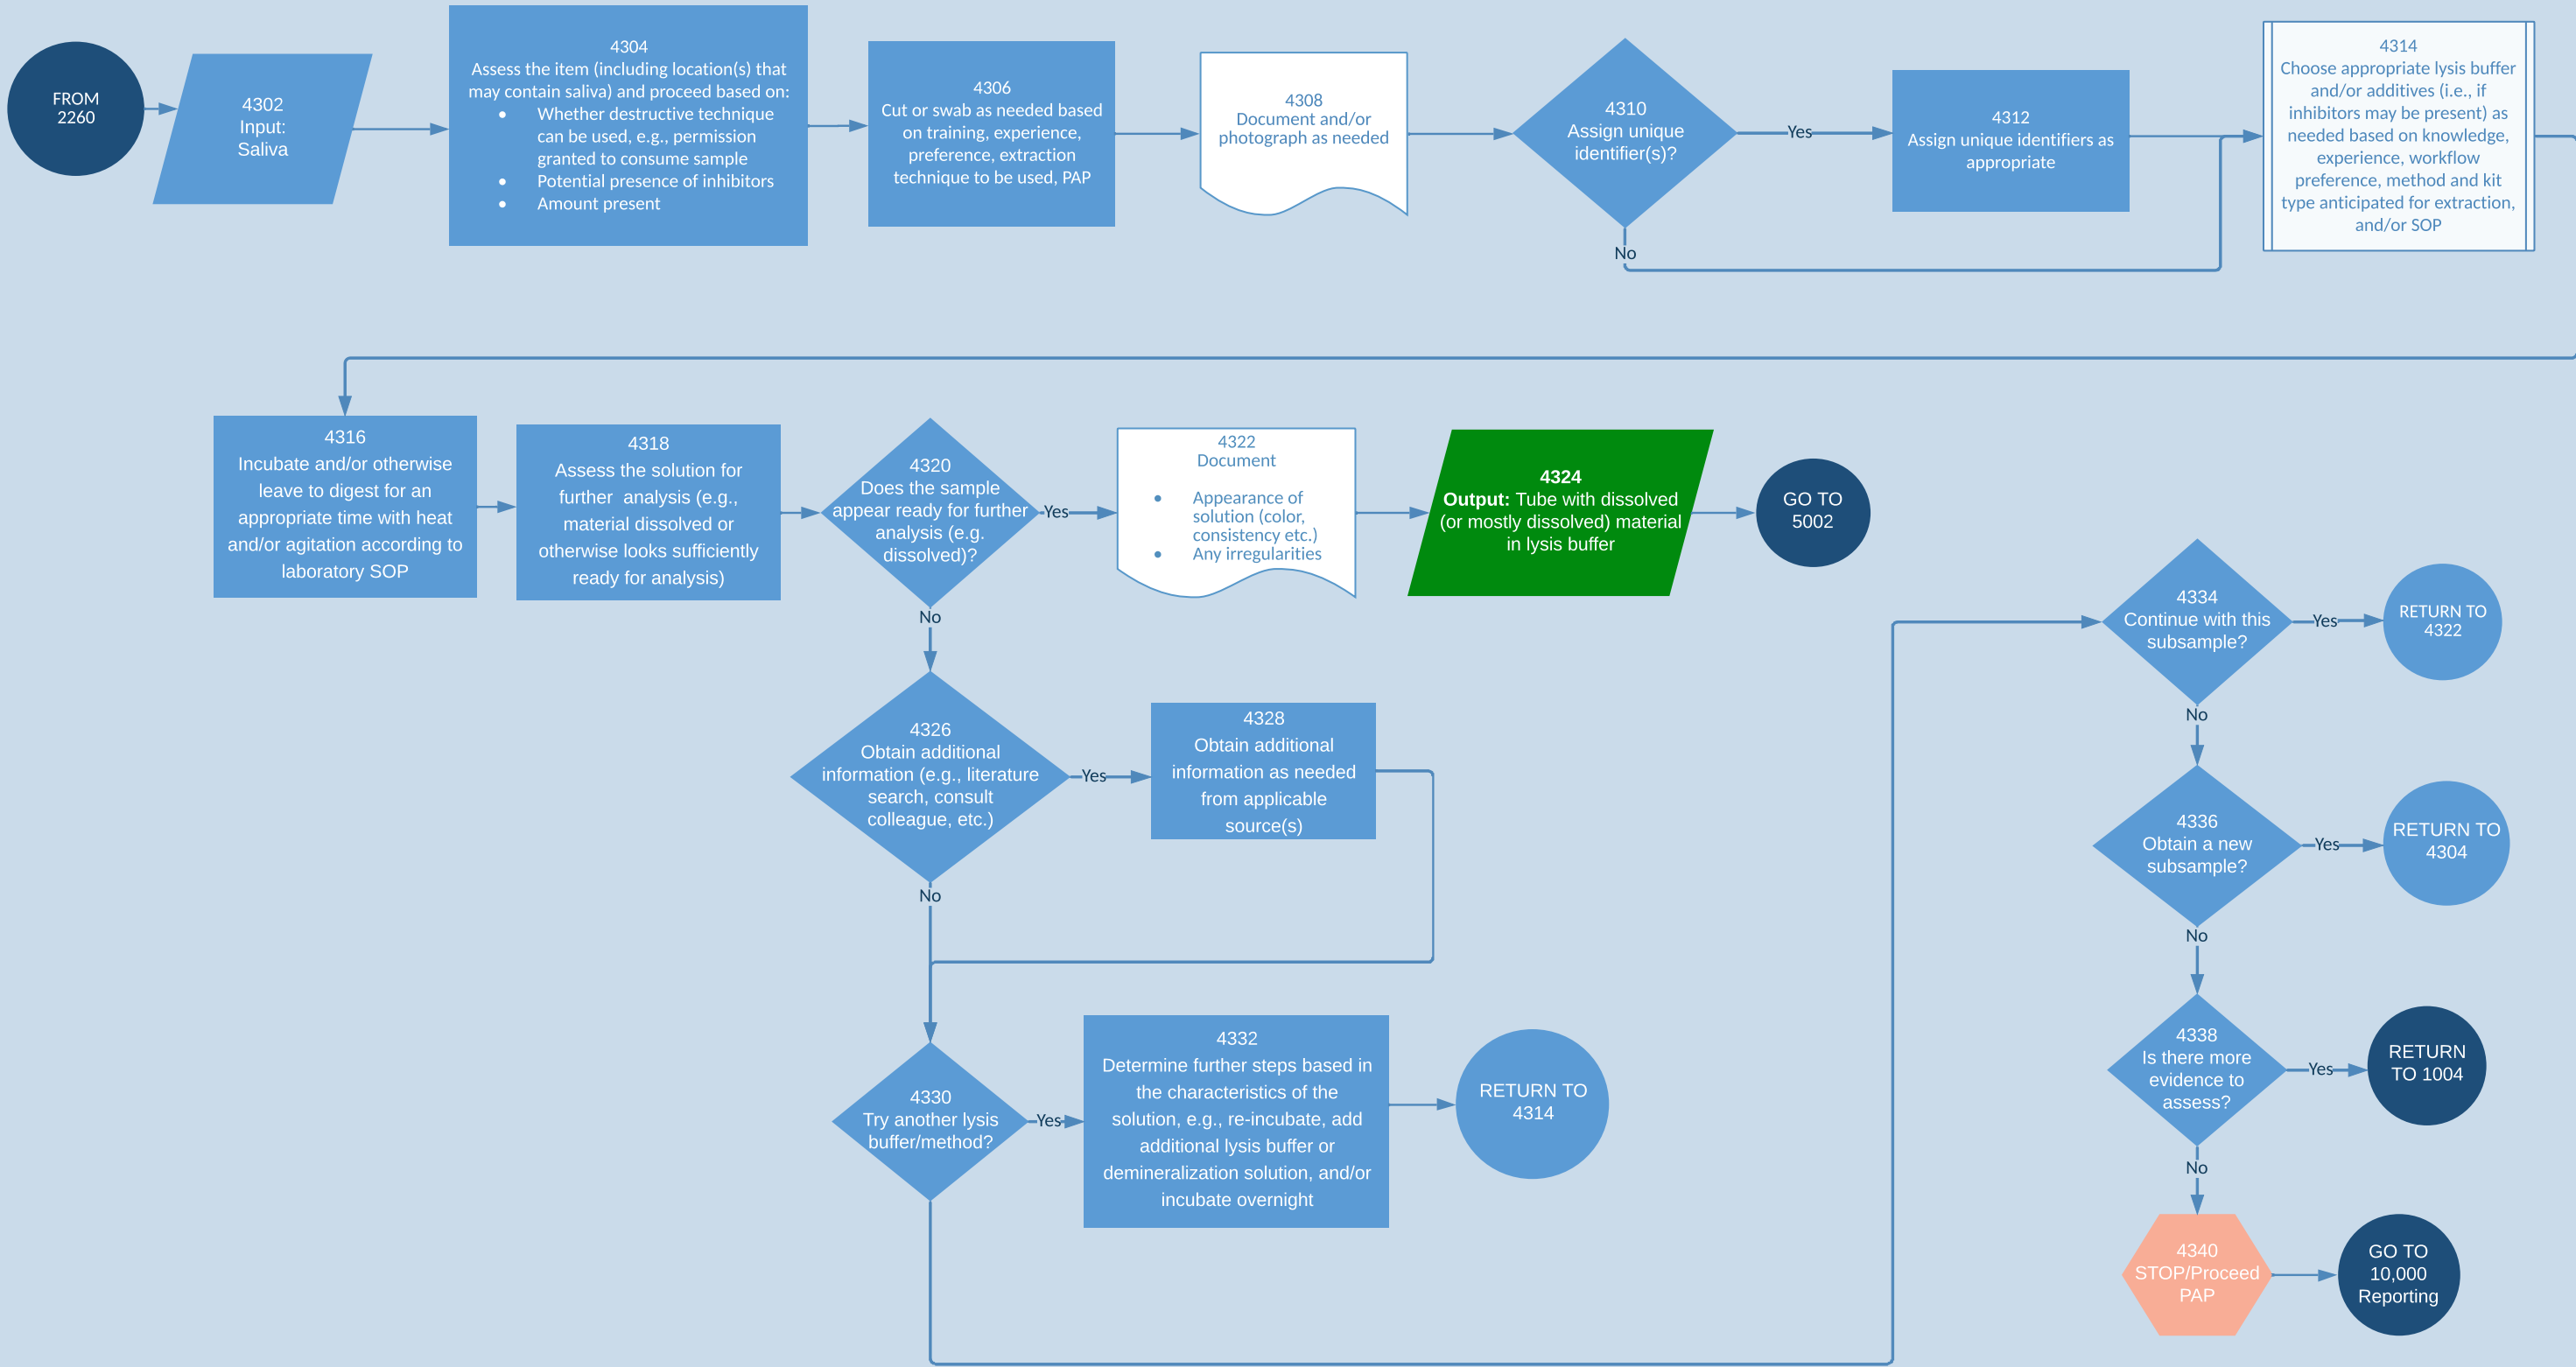 FROM
2260
4302
Input:
Saliva
4304
Assess the item (including location(s) that
may contain saliva) and proceed based on:
• Whether destructive technique
can be used, e.g., permission
granted to consume sample
• Potential presence of inhibitors
• Amount present
4306
Cut or swab as needed based
on training, experience,
preference, extraction
technique to be used, PAP
4308
Document and/or
photograph as needed
4310
Assign unique
identifier(s)?
Yes
No
4312
Assign unique identifiers as
appropriate
4314
Choose appropriate lysis buffer
and/or additives (i.e., if
inhibitors may be present) as
needed based on knowledge,
experience, workflow
preference, method and kit
type anticipated for extraction,
and/or SOP
4316
Incubate and/or otherwise
leave to digest for an
appropriate time with heat
and/or agitation according to
laboratory SOP
4318
Assess the solution for
further analysis (e.g.,
material dissolved or
otherwise looks sufficiently
ready for analysis)
4320
Does the sample
appear ready for further
analysis (e.g.
dissolved)?
Yes
No
4322
Document
• Appearance of
solution (color,
consistency etc.)
• Any irregularities
4324
Output: Tube with dissolved
(or mostly dissolved) material
in lysis buffer
GO TO
5002
4326
Obtain additional
information (e.g., literature
search, consult
colleague, etc.)
Yes
No
4328
Obtain additional
information as needed
from applicable
source(s)
4330
Try another lysis
buffer/method?
Yes
4332
Determine further steps based in
the characteristics of the
solution, e.g., re-incubate, add
additional lysis buffer or
demineralization solution, and/or
incubate overnight
RETURN TO
4314
4334
Continue with this
subsample?
Yes
RETURN TO
4322
No
4336
Obtain a new
subsample?
Yes
RETURN TO
4304
No
4338
Is there more
evidence to
assess?
Yes
RETURN
TO 1004
No
4340
STOP/Proceed
PAP
GO TO
10,000
Reporting